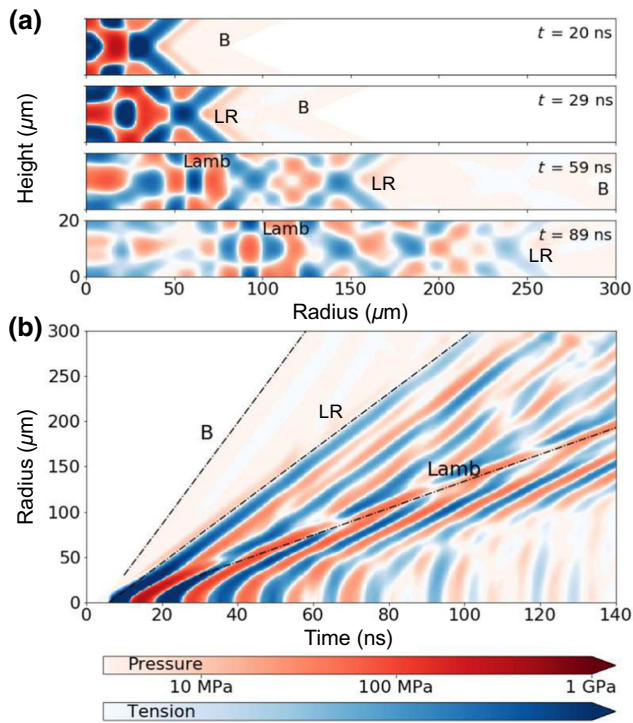 (a)
B
t = 20 ns
LR
B
t = 29 ns
Lamb
LR
t = 59 ns
B
20
Lamb
t = 89 ns
LR
0
Height (μm)
0 50 100 150 200 250 300
Radius (μm)
(b)
300
250
200
150
100
50
0
Radius (μm)
B
LR
Lamb
0 20 40 60 80 100 120 140
Time (ns)
Pressure
10 MPa 100 MPa 1 GPa
Tension